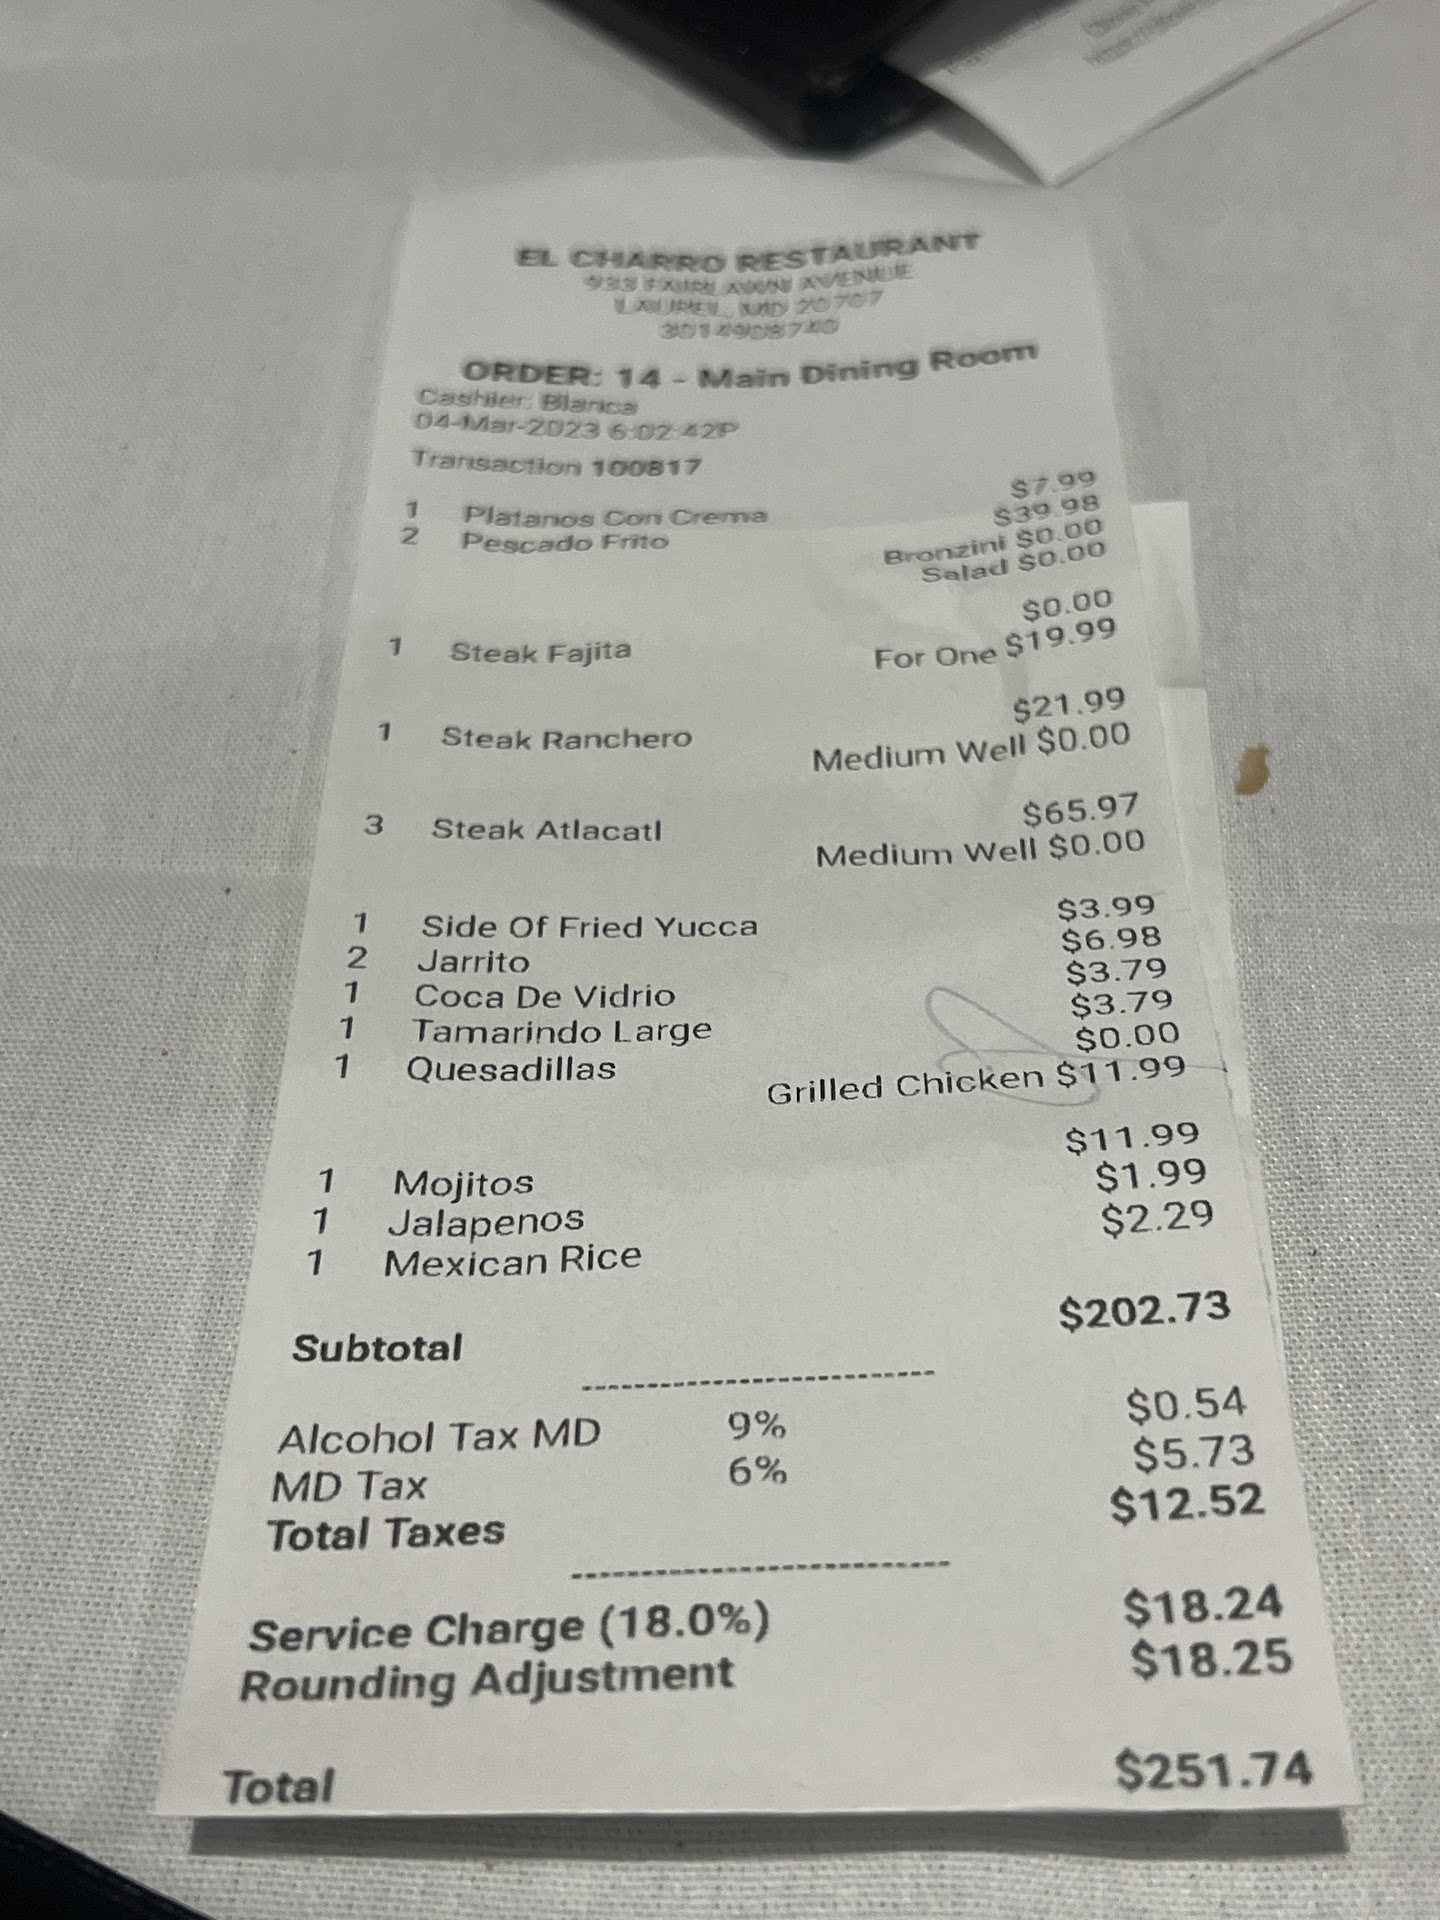 EL CHARRO RESTAURANT
933 FAIRLAWN AVENUE
LAUREL, MD 20707
3014908740
ORDER: 14 - Main Dining Room
Cashier: Blanca
04-Mar-2023 6:02:42P
Transaction 100817
1 Platanos Con Crema $7.99
2 Pescado Frito $39.98
Bronzini $0.00
Salad $0.00
1 Steak Fajita $0.00
For One $19.99
1 Steak Ranchero $21.99
Medium Well $0.00
3 Steak Atlacatl $65.97
Medium Well $0.00
1 Side Of Fried Yucca $3.99
2 Jarrito $6.98
1 Coca De Vidrio $3.79
1 Tamarindo Large $3.79
1 Quesadillas $0.00
Grilled Chicken $11.99
1 Mojitos $11.99
1 Jalapenos $1.99
1 Mexican Rice $2.29
Subtotal $202.73
Alcohol Tax MD 9% $0.54
MD Tax 6% $5.73
Total Taxes $12.52
Service Charge (18.0%) $18.24
Rounding Adjustment $18.25
Total $251.74